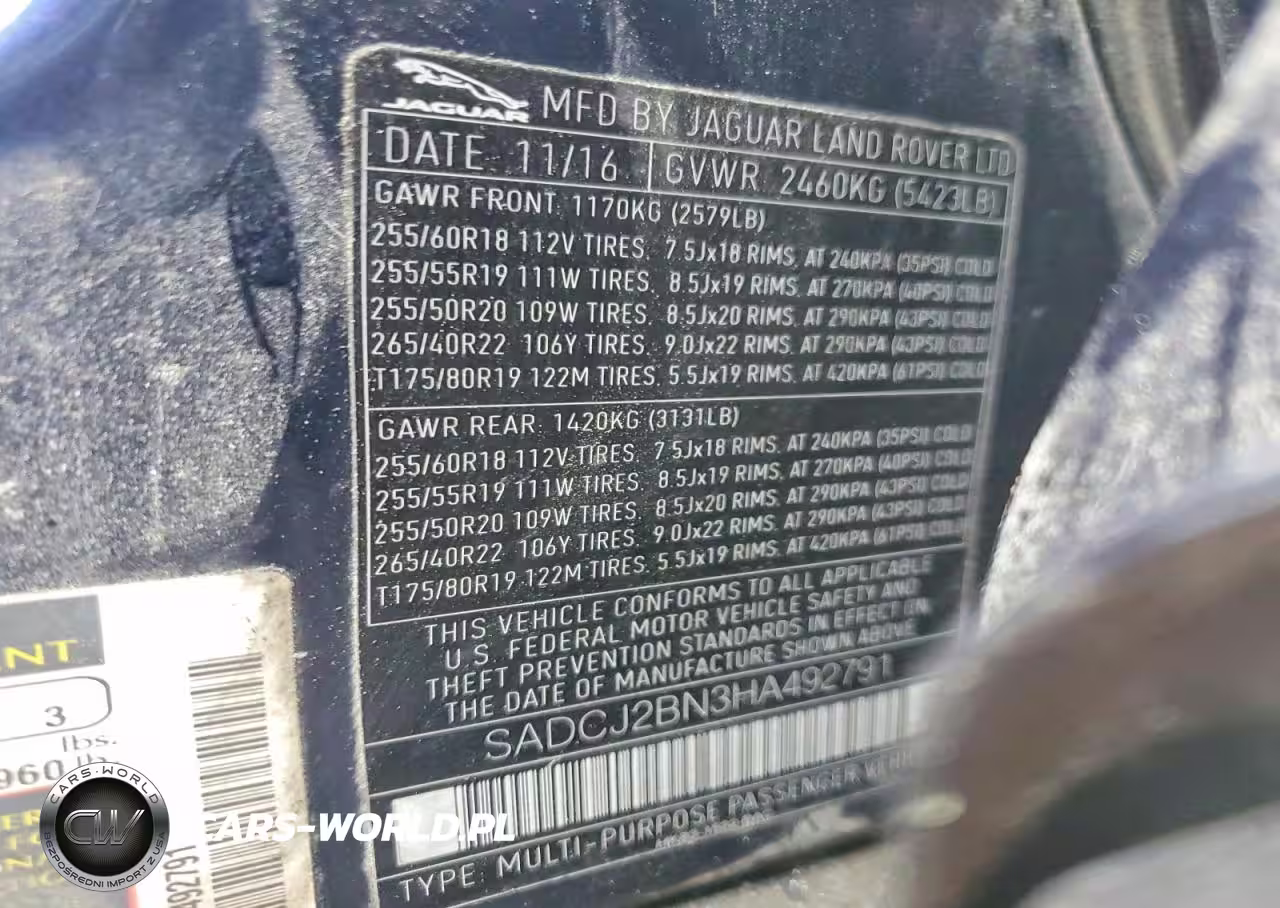 JAGUAR
MFD BY JAGUAR LAND ROVER LTD
DATE 11/16 GVWR 2460KG (5423LB)
GAWR FRONT: 1170KG (2579LB)
255/60R18 112V TIRES, 7.5Jx18 RIMS, AT 240KPA (35PSI) COLD
255/55R19 111W TIRES, 8.5Jx19 RIMS, AT 270KPA (40PSI) COLD
255/50R20 109W TIRES, 8.5Jx20 RIMS, AT 290KPA (43PSI) COLD
265/40R22 106Y TIRES, 9.0Jx22 RIMS, AT 290KPA (43PSI) COLD
T175/80R19 122M TIRES, 5.5Jx19 RIMS, AT 420KPA (61PSI) COLD
GAWR REAR: 1420KG (3131LB)
255/60R18 112V TIRES, 7.5Jx18 RIMS, AT 240KPA (35PSI) COLD
255/55R19 111W TIRES, 8.5Jx19 RIMS, AT 270KPA (40PSI) COLD
255/50R20 109W TIRES, 8.5Jx20 RIMS, AT 290KPA (43PSI) COLD
265/40R22 106Y TIRES, 9.0Jx22 RIMS, AT 290KPA (43PSI) COLD
T175/80R19 122M TIRES, 5.5Jx19 RIMS, AT 420KPA (61PSI) COLD
THIS VEHICLE CONFORMS TO ALL APPLICABLE
U.S. FEDERAL MOTOR VEHICLE SAFETY AND
THEFT PREVENTION STANDARDS IN EFFECT ON
THE DATE OF MANUFACTURE SHOWN ABOVE
SADCJ2BN3HA492791
TYPE: MULTI-PURPOSE PASSENGER
NT
3
lbs.
960
92791
CARS-WORLD
CW
BEZPOŚREDNI IMPORT Z USA
CARS-WORLD.PL